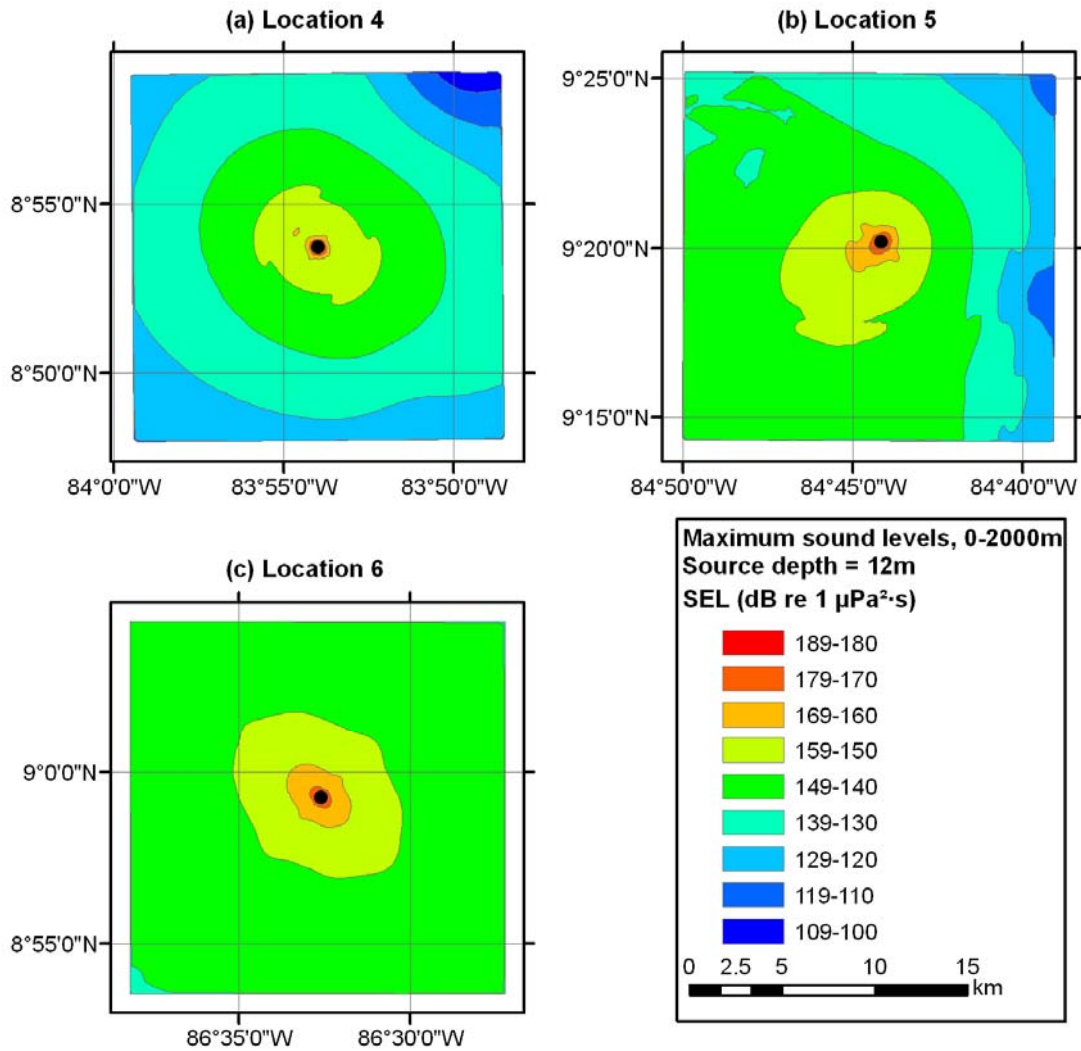 (a) Location 4
8°55'0"N
8°50'0"N
84°00'W 83°55'0"W 83°50'0"W
(b) Location 5
9°25'0"N
9°20'0"N
9°15'0"N
84°50'0"W 84°45'0"W 84°40'0"W
(c) Location 6
9°0'0"N
8°55'0"N
86°35'0"W 86°30'0"W
Maximum sound levels, 0-2000m
Source depth = 12m
SEL (dB re 1 µPa²·s)
189-180
179-170
169-160
159-150
149-140
139-130
129-120
119-110
109-100
0 2.5 5 10 15
km